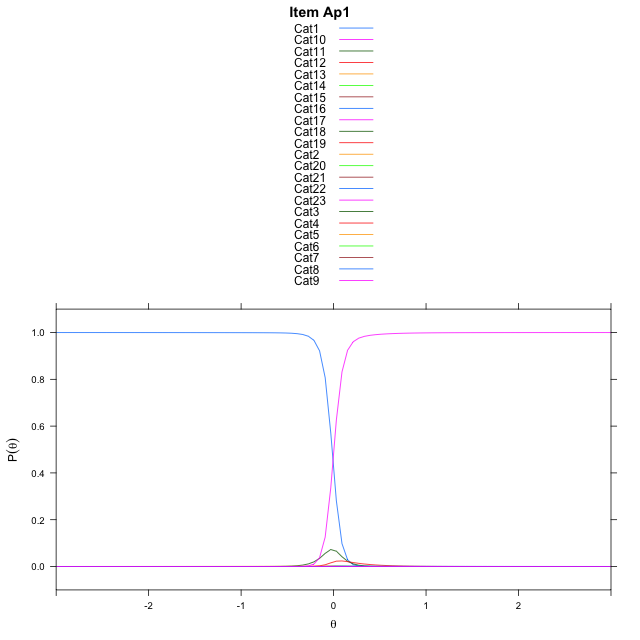 Item Ap1
Cat1
Cat10
Cat11
Cat12
Cat13
Cat14
Cat15
Cat16
Cat17
Cat18
Cat19
Cat2
Cat20
Cat21
Cat22
Cat23
Cat3
Cat4
Cat5
Cat6
Cat7
Cat8
Cat9
1.0
0.8
0.6
0.4
0.2
0.0
P(θ)
-2 -1 0 1 2
θ